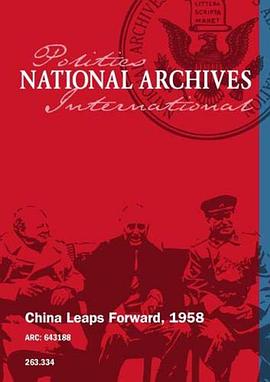 LITTERA
SCRIPTA
MANET
Politics
NATIONAL ARCHIVES
International
China Leaps Forward, 1958
ARC: 643188
263.334